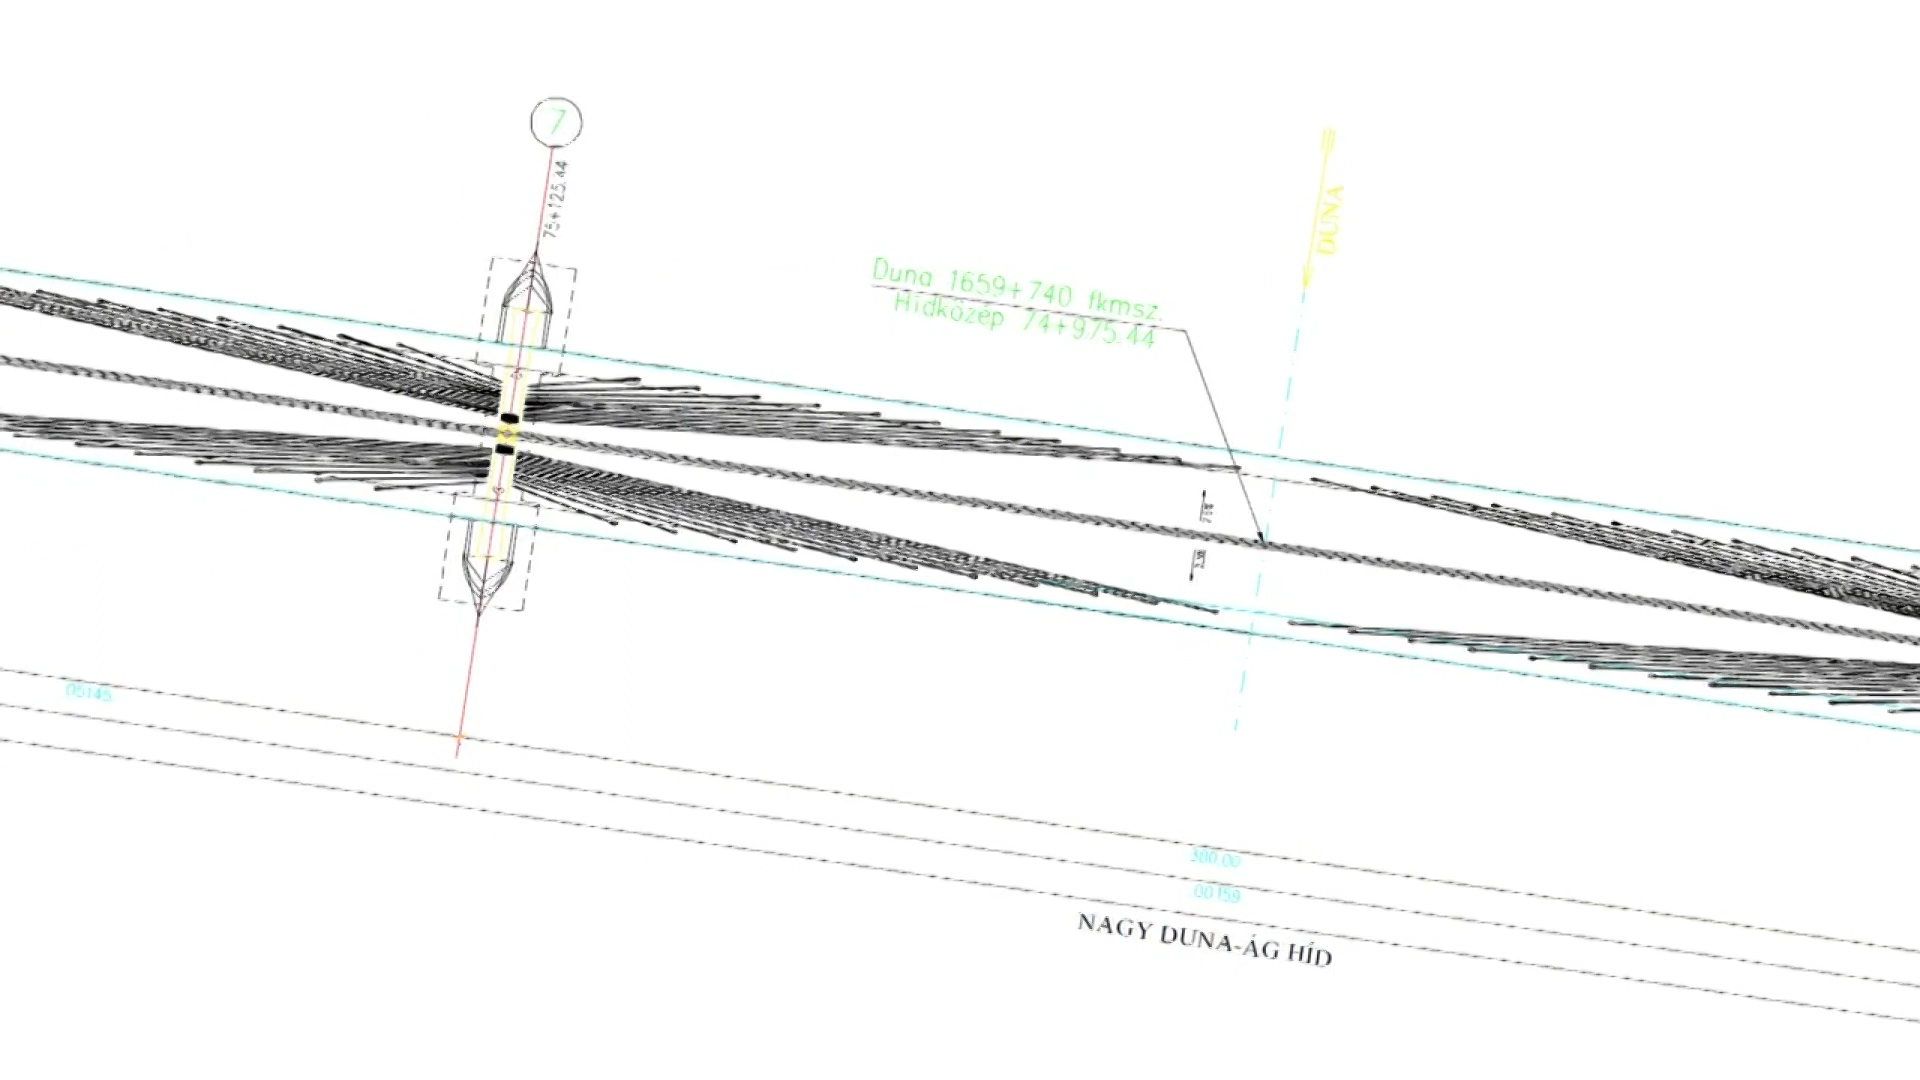 7
75+125.44
DUNA
Duna 1659+740 fkmsz.
Hídközép 74+975.44
300.00
NAGY DUNA-ÁG HÍD